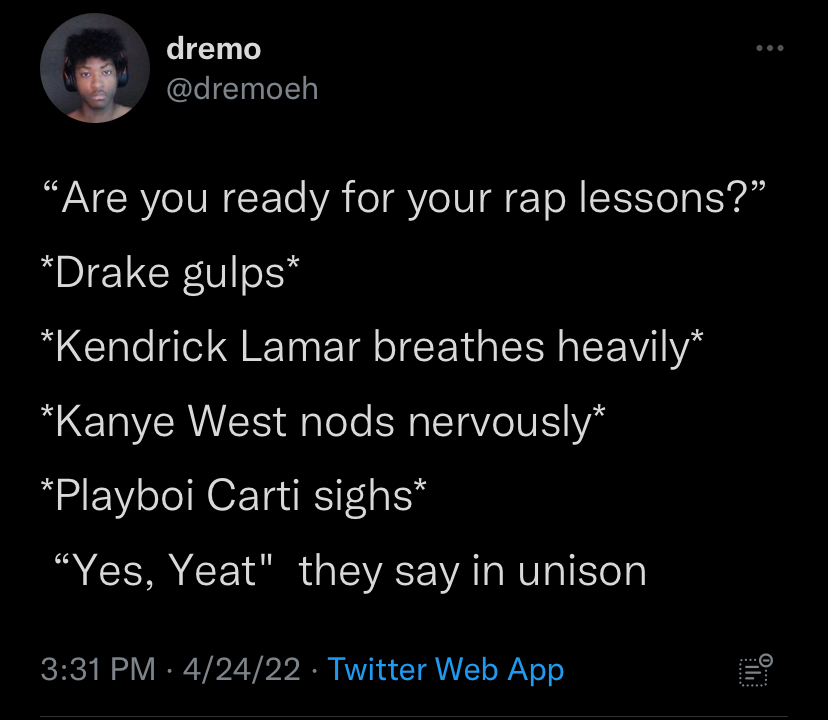 dremo
@dremoeh
“Are you ready for your rap lessons?”
*Drake gulps*
*Kendrick Lamar breathes heavily*
*Kanye West nods nervously*
*Playboi Carti sighs*
“Yes, Yeat"  they say in unison
3:31 PM · 4/24/22 · Twitter Web App